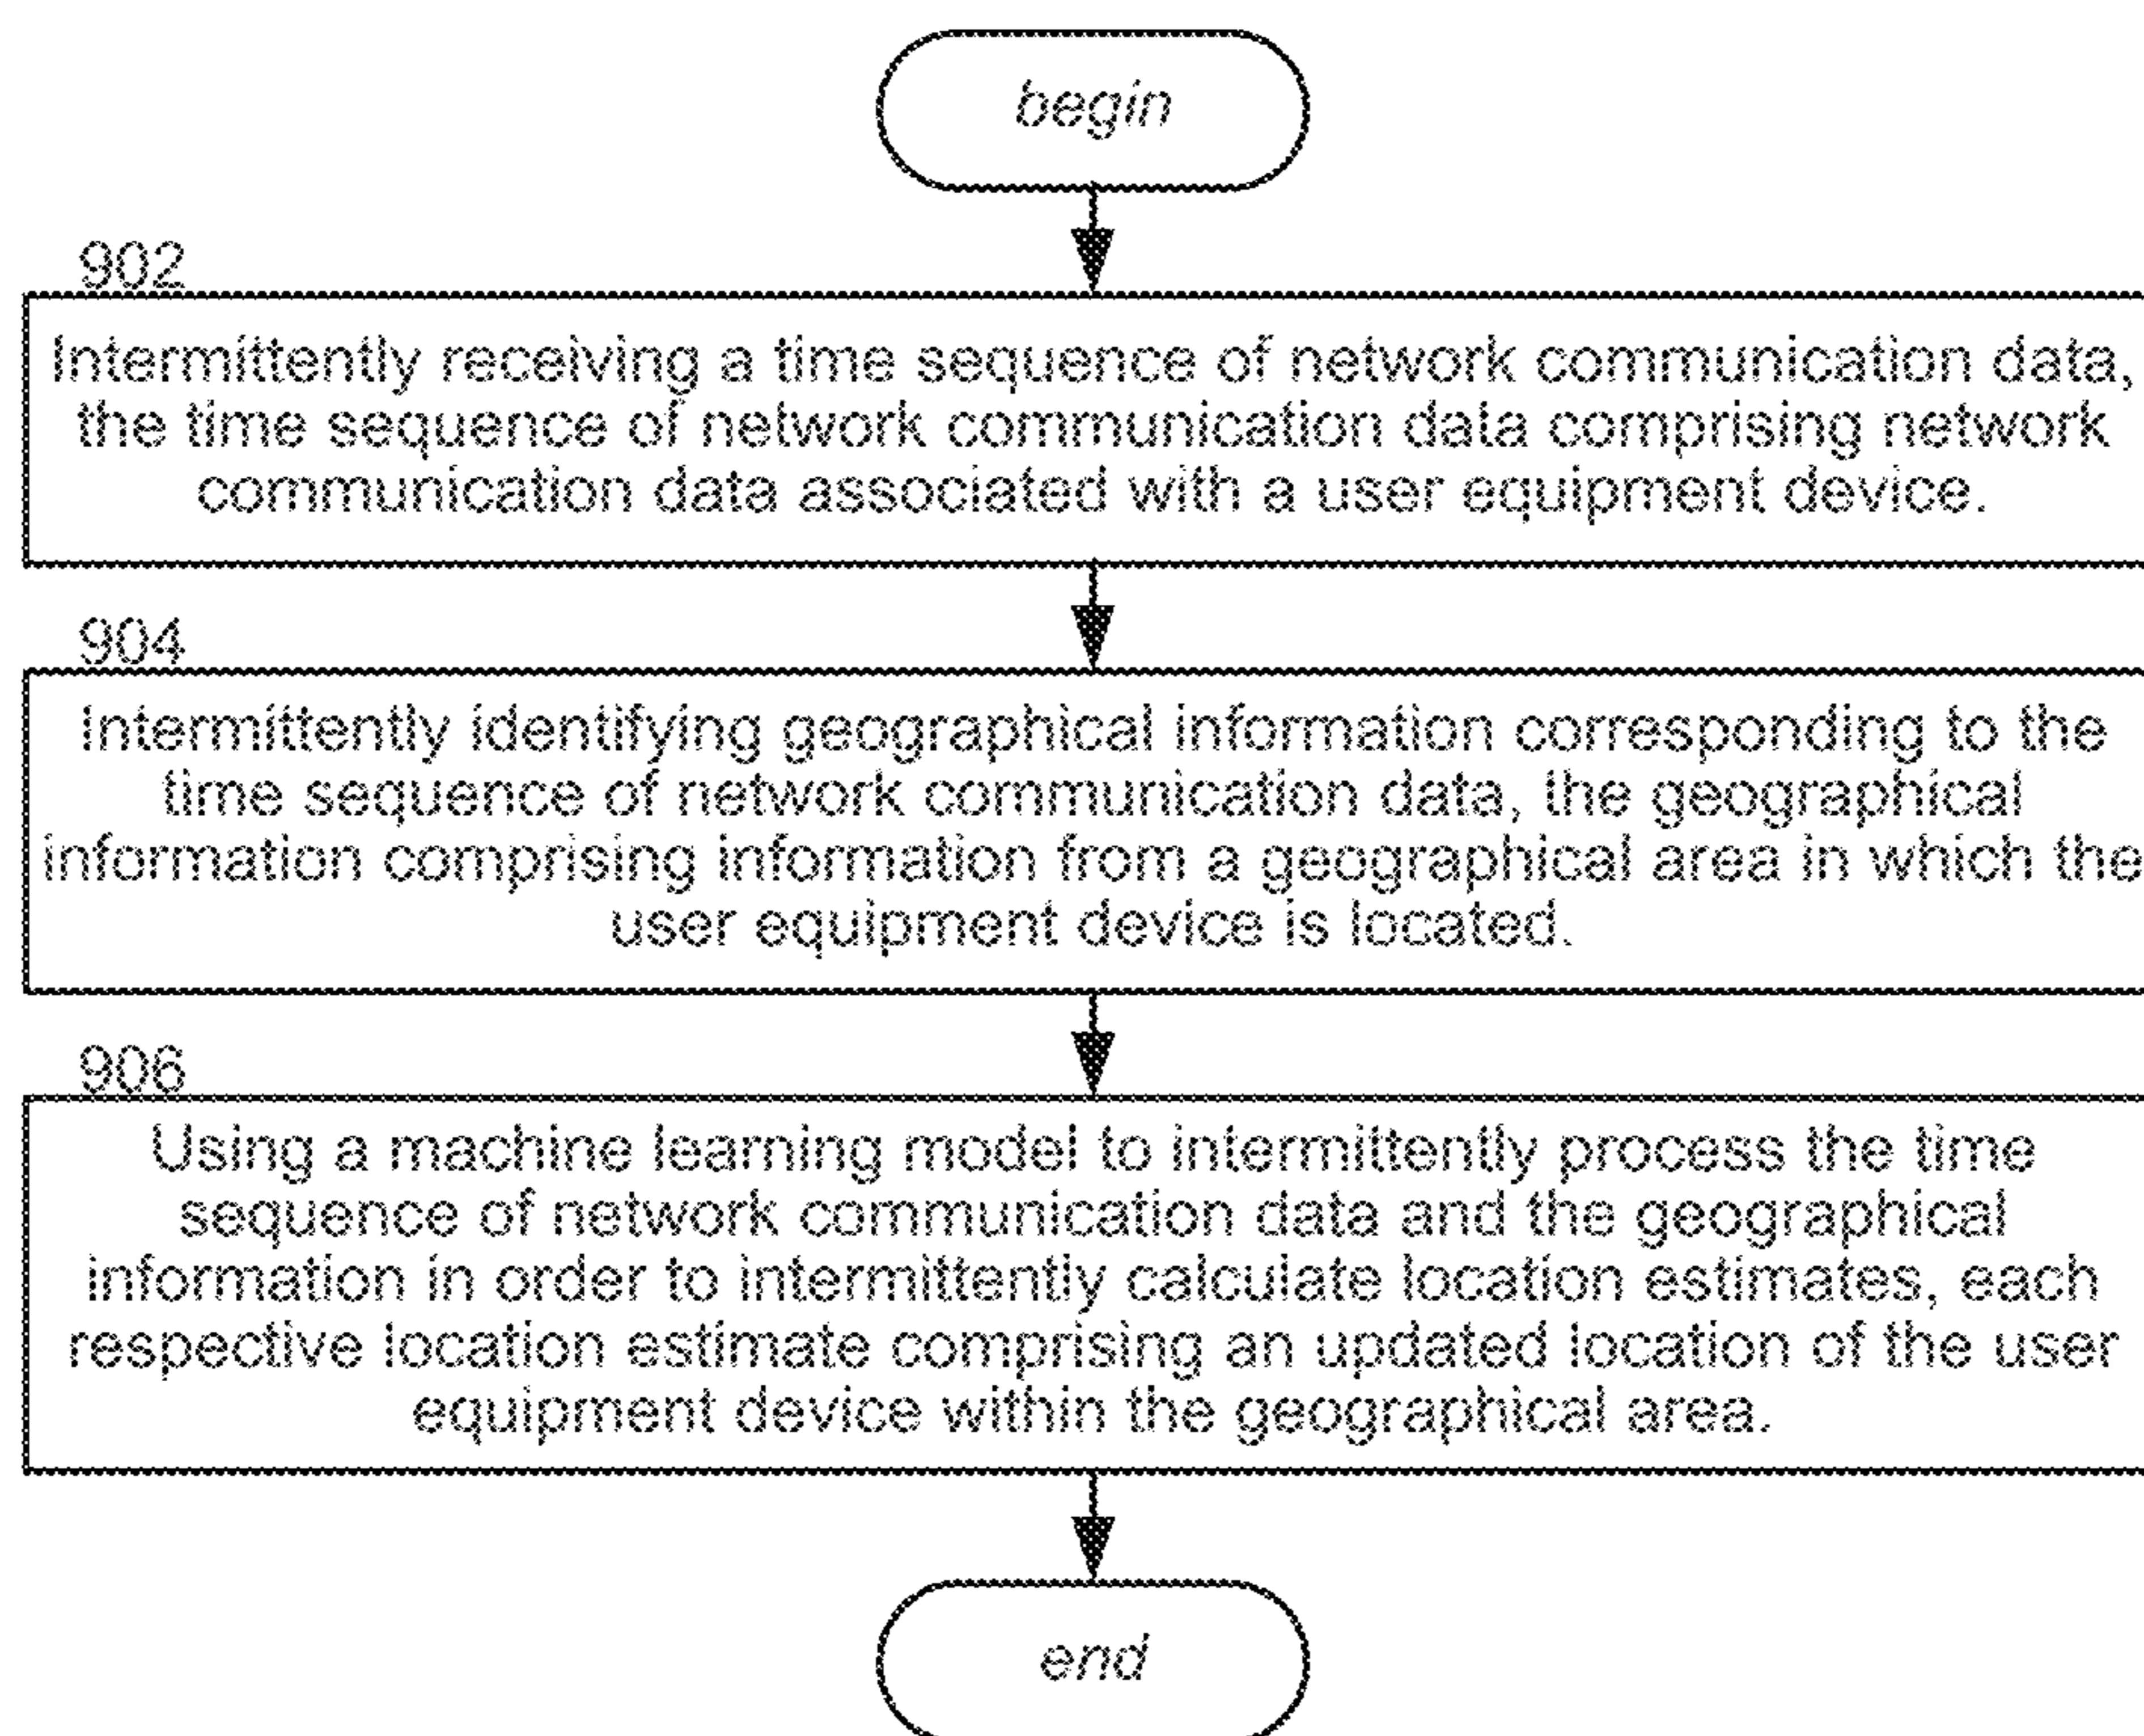 begin
902
Intermittently receiving a time sequence of network communication data,
the time sequence of network communication data comprising network
communication data associated with a user equipment device.
904
Intermittently identifying geographical information corresponding to the
time sequence of network communication data, the geographical
information comprising information from a geographical area in which the
user equipment device is located.
906
Using a machine learning model to intermittently process the time
sequence of network communication data and the geographical
information in order to intermittently calculate location estimates, each
respective location estimate comprising an updated location of the user
equipment device within the geographical area.
end